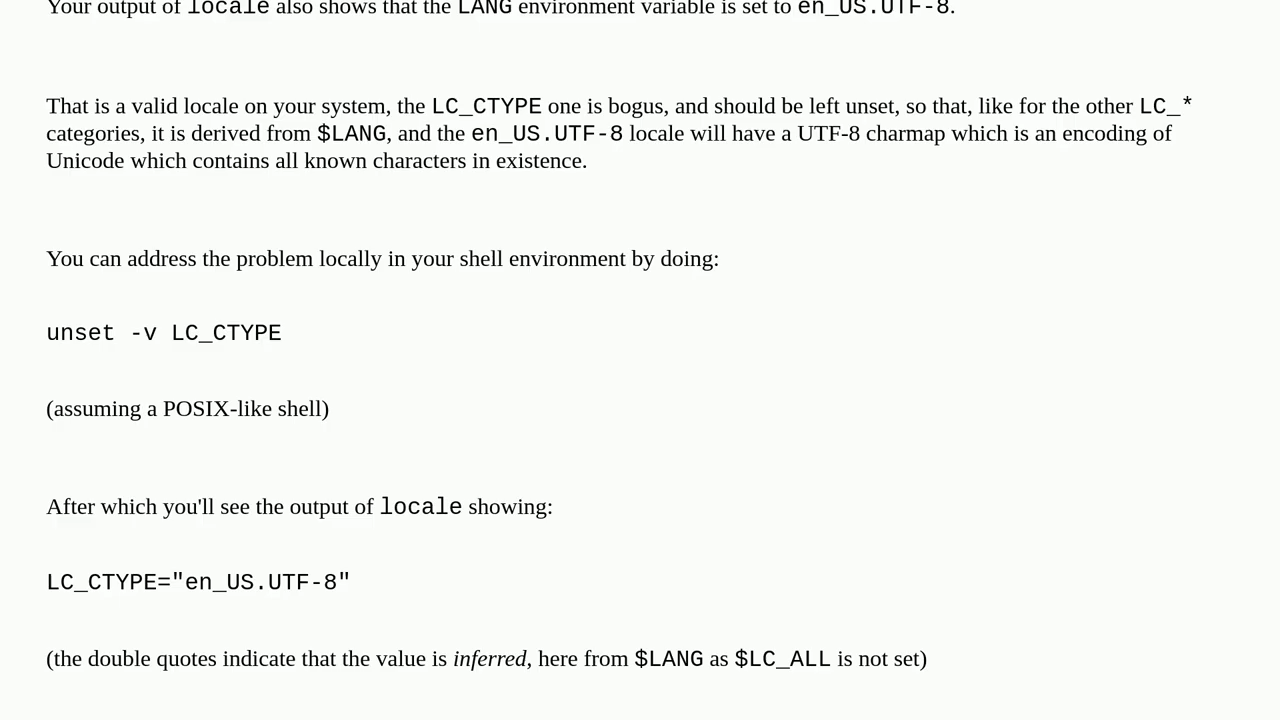 Your output of locale also shows that the LANG environment variable is set to en_US.UTF-8.
That is a valid locale on your system, the LC_CTYPE one is bogus, and should be left unset, so that, like for the other LC_*
categories, it is derived from $LANG, and the en_US.UTF-8 locale will have a UTF-8 charmap which is an encoding of
Unicode which contains all known characters in existence.
You can address the problem locally in your shell environment by doing:
unset -v LC_CTYPE
(assuming a POSIX-like shell)
After which you'll see the output of locale showing:
LC_CTYPE="en_US.UTF-8"
(the double quotes indicate that the value is inferred, here from $LANG as $LC_ALL is not set)